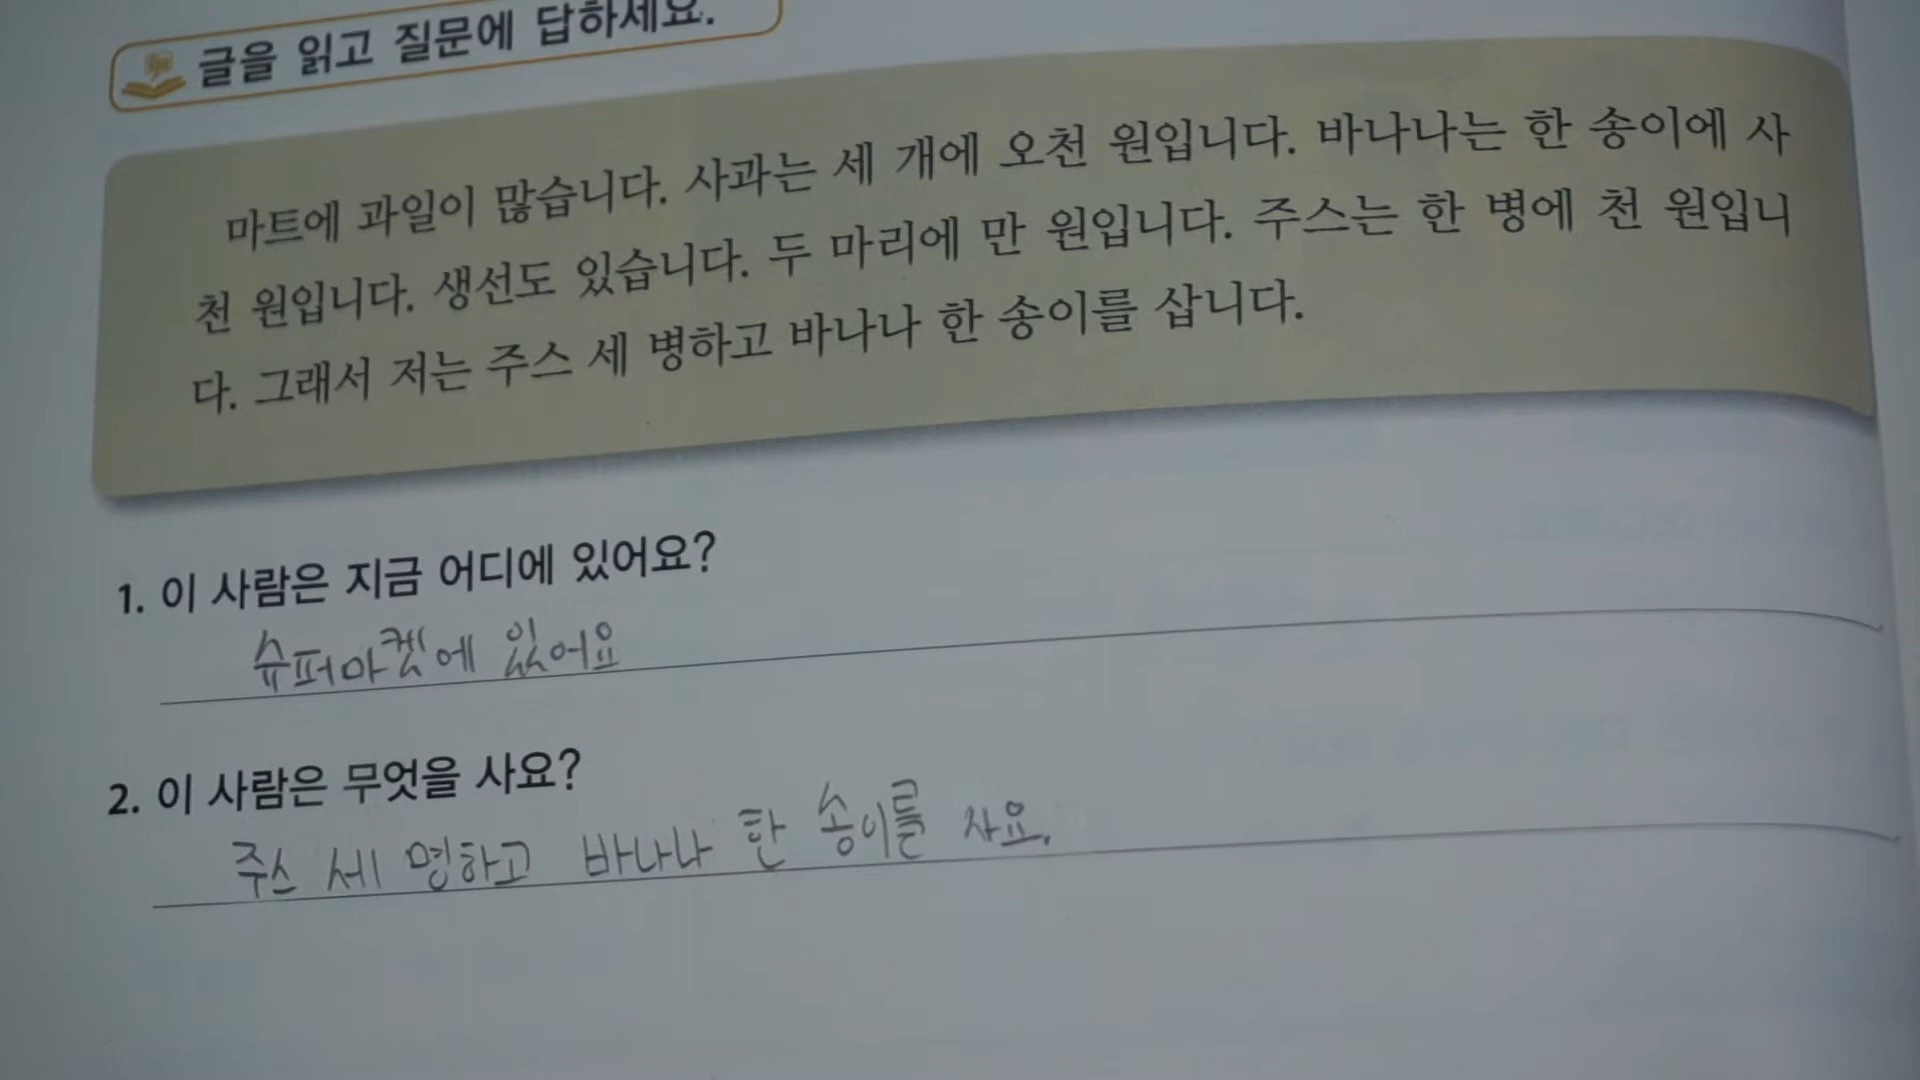 글을 읽고 질문에 답하세요.
마트에 과일이 많습니다. 사과는 세 개에 오천 원입니다. 바나나는 한 송이에 사
천 원입니다. 생선도 있습니다. 두 마리에 만 원입니다. 주스는 한 병에 천 원입니
다. 그래서 저는 주스 세 병하고 바나나 한 송이를 삽니다.
1. 이 사람은 지금 어디에 있어요?
슈퍼마켓에 있어요
2. 이 사람은 무엇을 사요?
주스 세 명하고 바나나 한 송이를 사요.